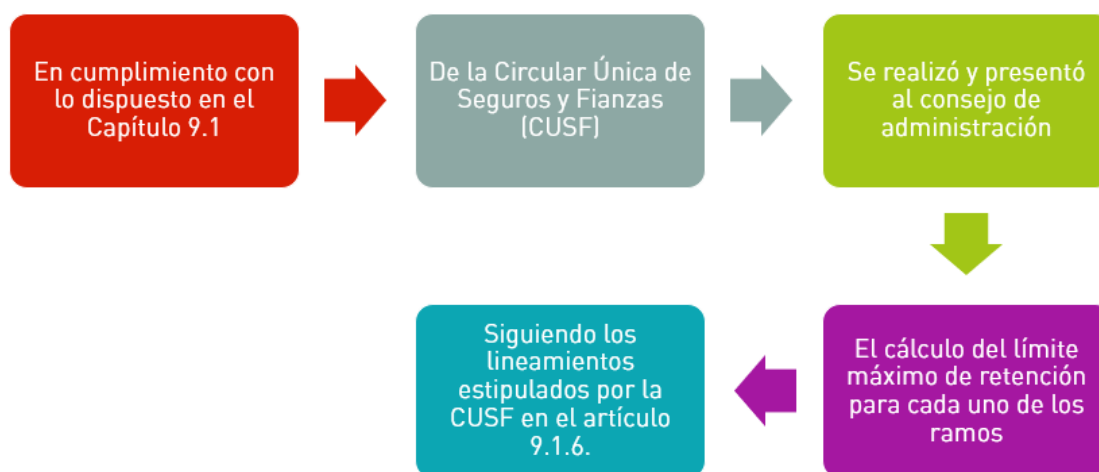 En cumplimiento con
lo dispuesto en el
Capítulo 9.1
De la Circular Única de
Seguros y Fianzas
(CUSF)
Se realizó y presentó
al consejo de
administración
El cálculo del límite
máximo de retención
para cada uno de los
ramos
Siguiendo los
lineamientos
estipulados por la
CUSF en el artículo
9.1.6.